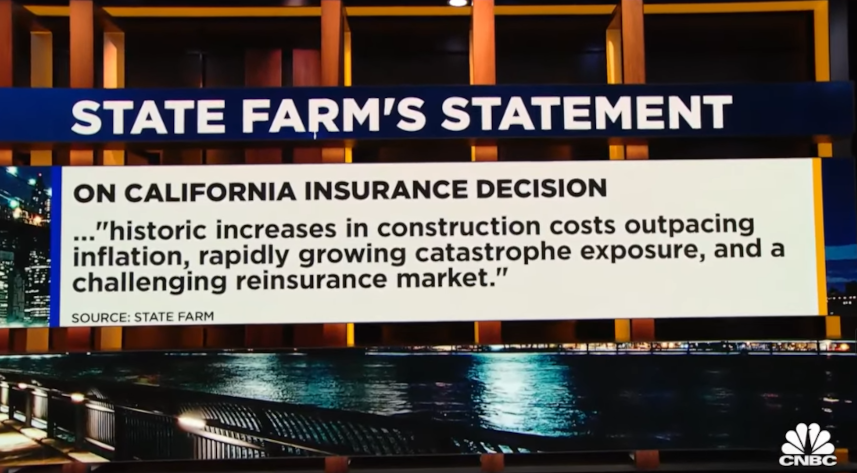 STATE FARM'S STATEMENT
ON CALIFORNIA INSURANCE DECISION
..."historic increases in construction costs outpacing
inflation, rapidly growing catastrophe exposure, and a
challenging reinsurance market."
SOURCE: STATE FARM
CNBC